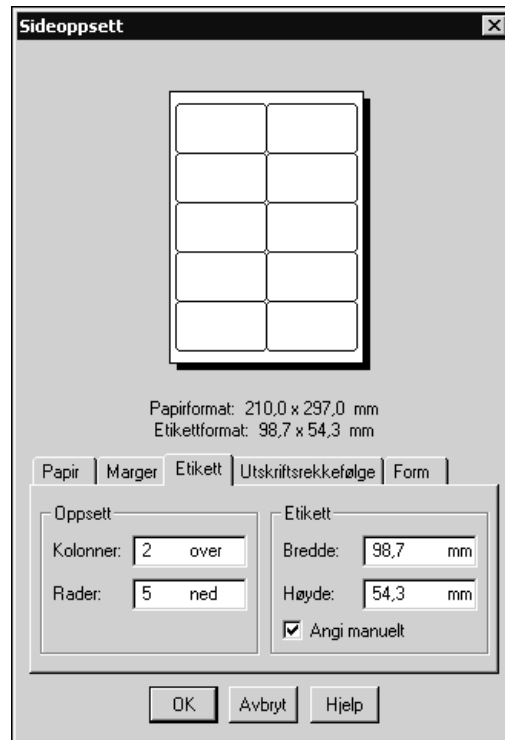 Sideoppsett
Papirformat: 210,0 x 297,0 mm
Etikettformat: 98,7 x 54,3 mm
Papir Marger Etikett Utskriftsrekkefølge Form
Oppsett
Kolonner: 2 over
Rader: 5 ned
Etikett
Bredde: 98,7 mm
Høyde: 54,3 mm
Angi manuelt
OK Avbryt Hjelp